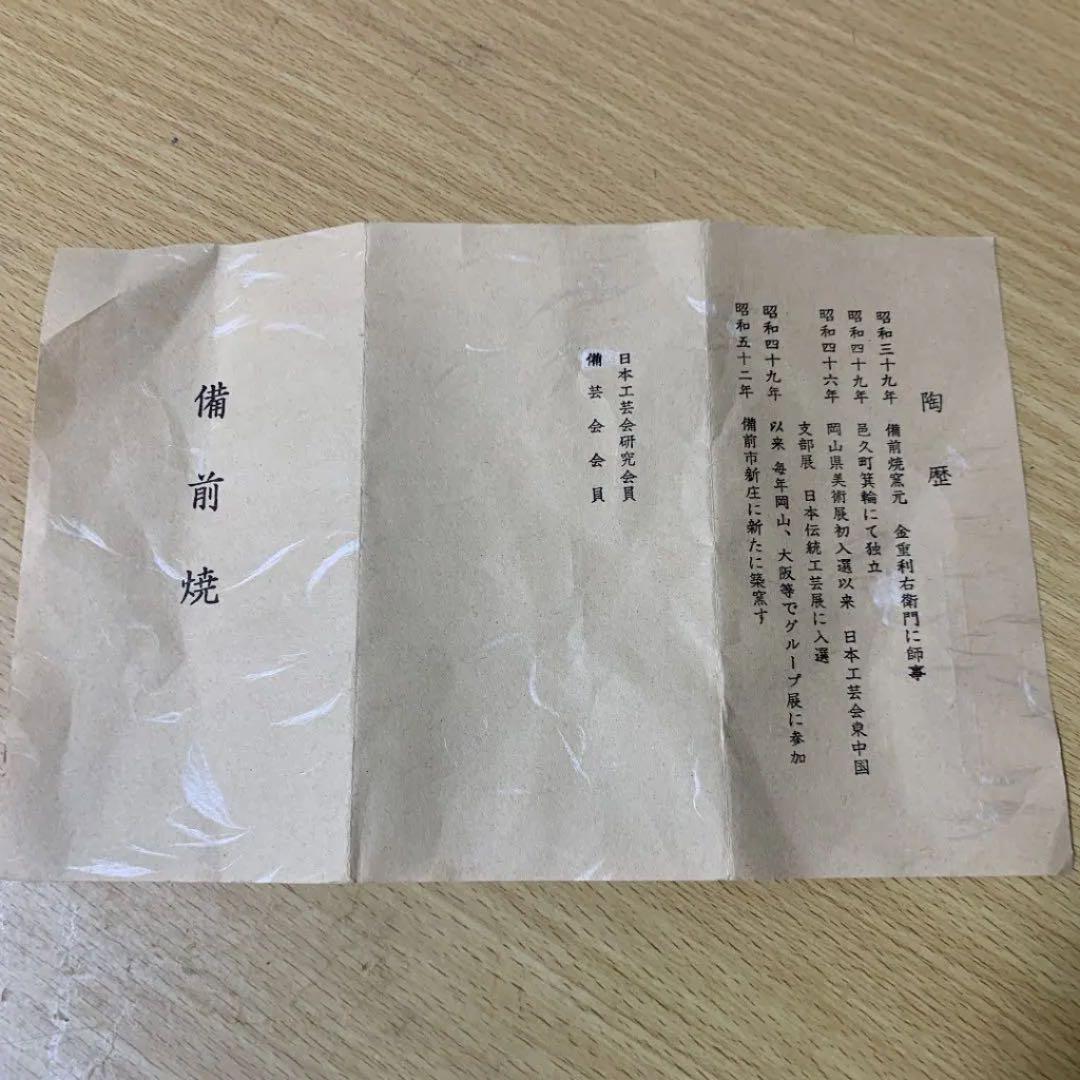 陶歴
昭和三十九年 備前焼窯元 金重利右衛門に師事
昭和四十九年 邑久町箕輪にて独立
昭和四十六年 岡山県美術展初入選以来 日本工芸会東中国
支部展 日本伝統工芸展に入選
昭和四十九年 以来 毎年岡山、大阪等でグループ展に参加
昭和五十二年 備前市新庄に新たに築窯す
日本工芸会研究会員
備芸会会員
備前焼